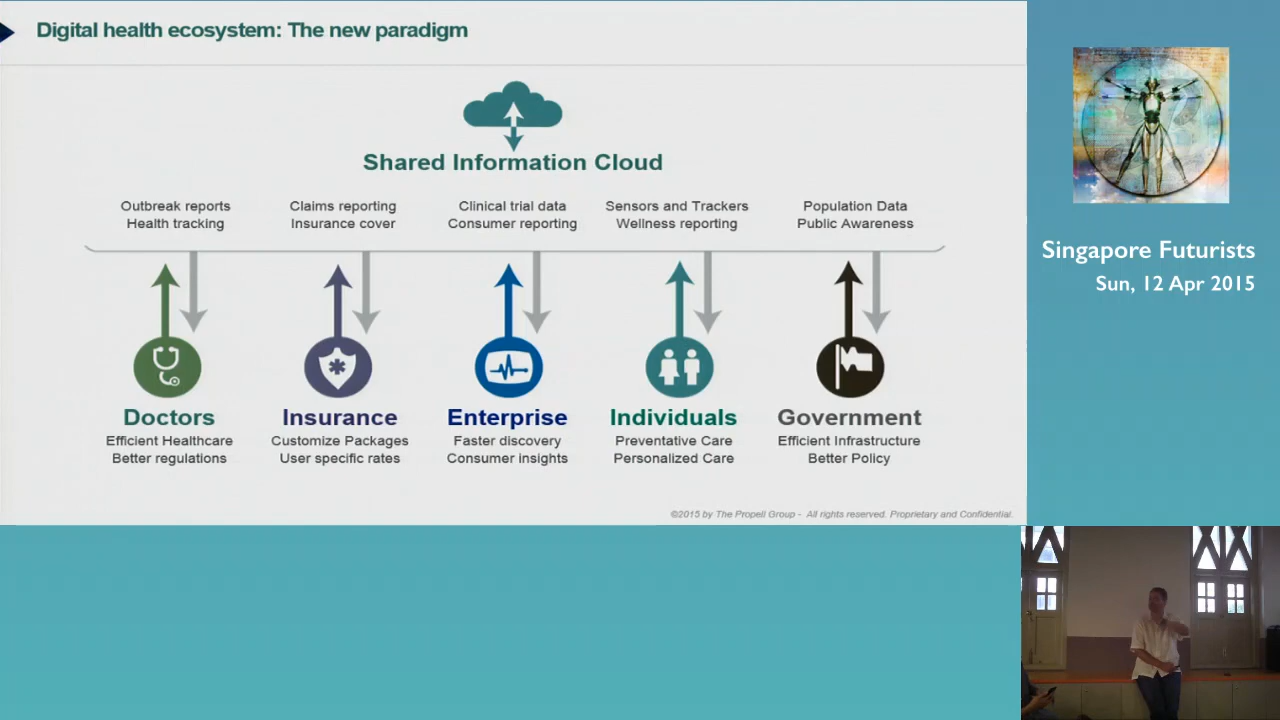 Digital health ecosystem: The new paradigm
Shared Information Cloud
Outbreak reports
Health tracking
Claims reporting
Insurance cover
Clinical trial data
Consumer reporting
Sensors and Trackers
Wellness reporting
Population Data
Public Awareness
Doctors
Efficient Healthcare
Better regulations
Insurance
Customize Packages
User specific rates
Enterprise
Faster discovery
Consumer insights
Individuals
Preventative Care
Personalized Care
Government
Efficient Infrastructure
Better Policy
©2015 by The Propell Group - All rights reserved. Proprietary and Confidential.
Singapore Futurists
Sun, 12 Apr 2015